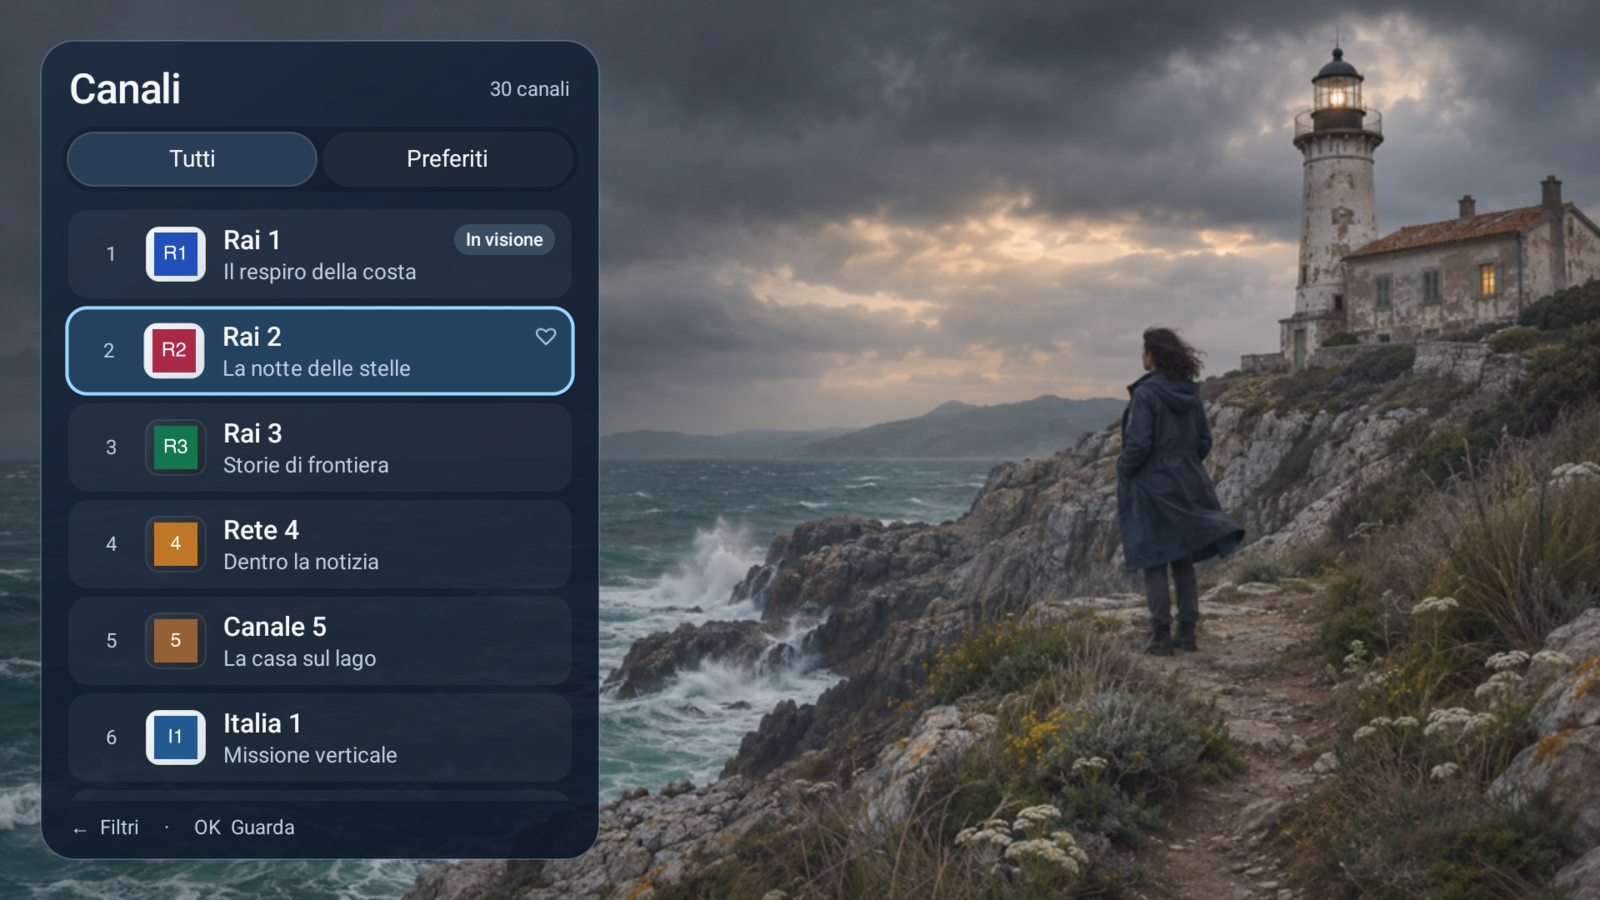 Canali
30 canali
Tutti
Preferiti
1
R1
Rai 1
In visione
Il respiro della costa
2
R2
Rai 2
La notte delle stelle
3
R3
Rai 3
Storie di frontiera
4
4
Rete 4
Dentro la notizia
5
5
Canale 5
La casa sul lago
6
I1
Italia 1
Missione verticale
← Filtri · OK Guarda